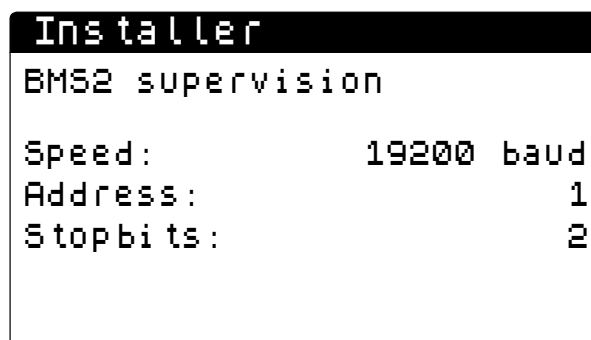 Installer
BMS2 supervision
Speed: 19200 baud
Address: 1
Stopbits: 2